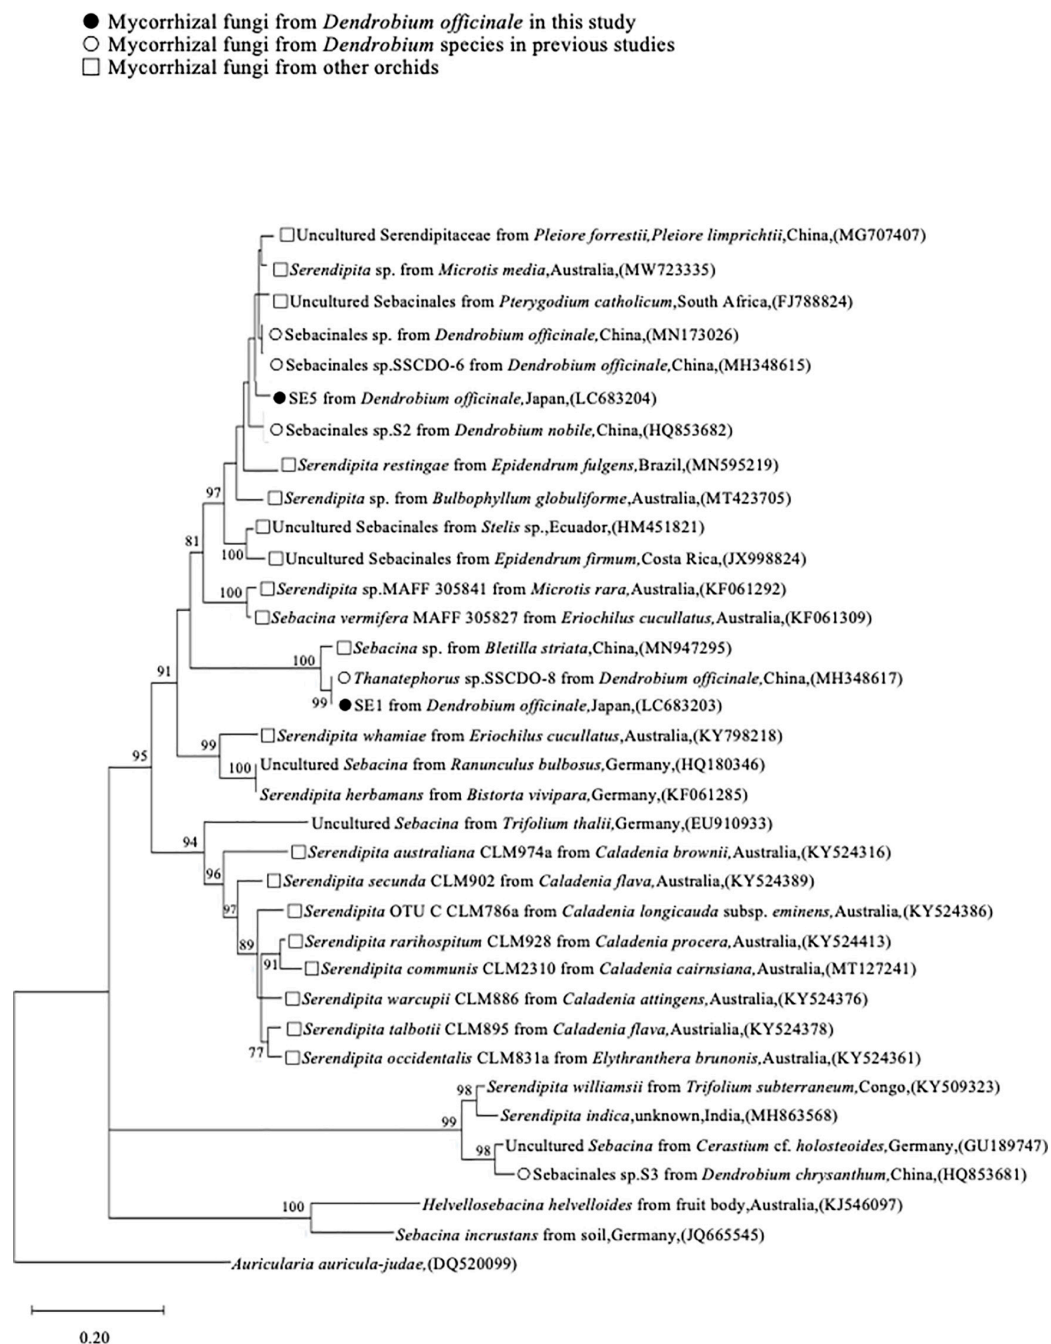 ● Mycorrhizal fungi from Dendrobium officinale in this study
○ Mycorrhizal fungi from Dendrobium species in previous studies
□ Mycorrhizal fungi from other orchids
□Uncultured Serendipitaceae from Pleiore forrestii,Pleiore limprichtii,China,(MG707407)
□Serendipita sp. from Microtis media,Australia,(MW723335)
□Uncultured Sebacinales from Pterygodium catholicum,South Africa,(FJ788824)
○Sebacinales sp. from Dendrobium officinale,China,(MN173026)
○Sebacinales sp.SSCDO-6 from Dendrobium officinale,China,(MH348615)
●SE5 from Dendrobium officinale,Japan,(LC683204)
○Sebacinales sp.S2 from Dendrobium nobile,China,(HQ853682)
□Serendipita restingae from Epidendrum fulgens,Brazil,(MN595219)
97 □Serendipita sp. from Bulbophyllum globuliforme,Australia,(MT423705)
□Uncultured Sebacinales from Stelis sp.,Ecuador,(HM451821)
81
100 □Uncultured Sebacinales from Epidendrum firmum,Costa Rica,(JX998824)
100 □Serendipita sp.MAFF 305841 from Microtis rara,Australia,(KF061292)
□Sebacina vermifera MAFF 305827 from Eriochilus cucullatus,Australia,(KF061309)
□Sebacina sp. from Bletilla striata,China,(MN947295)
100
91 ○Thanatephorus sp.SSCDO-8 from Dendrobium officinale,China,(MH348617)
99 ●SE1 from Dendrobium officinale,Japan,(LC683203)
□Serendipita whamiae from Eriochilus cucullatus,Australia,(KY798218)
99
95
100 Uncultured Sebacina from Ranunculus bulbosus,Germany,(HQ180346)
Serendipita herbamans from Bistorta vivipara,Germany,(KF061285)
Uncultured Sebacina from Trifolium thalii,Germany,(EU910933)
94
□Serendipita australiana CLM974a from Caladenia brownii,Australia,(KY524316)
96
□Serendipita secunda CLM902 from Caladenia flava,Australia,(KY524389)
97 □Serendipita OTU C CLM786a from Caladenia longicauda subsp. eminens,Australia,(KY524386)
89 □Serendipita rarihospitum CLM928 from Caladenia procera,Australia,(KY524413)
91 □Serendipita communis CLM2310 from Caladenia cairnsiana,Australia,(MT127241)
□Serendipita warcupii CLM886 from Caladenia attingens,Australia,(KY524376)
□Serendipita talbotii CLM895 from Caladenia flava,Austrialia,(KY524378)
77 □Serendipita occidentalis CLM831a from Elythranthera brunonis,Australia,(KY524361)
98 Serendipita williamsii from Trifolium subterraneum,Congo,(KY509323)
Serendipita indica,unknown,India,(MH863568)
99
98 Uncultured Sebacina from Cerastium cf. holosteoides,Germany,(GU189747)
○Sebacinales sp.S3 from Dendrobium chrysanthum,China,(HQ853681)
100 Helvellosebacina helvelloides from fruit body,Australia,(KJ546097)
Sebacina incrustans from soil,Germany,(JQ665545)
Auricularia auricula-judae,(DQ520099)
0.20